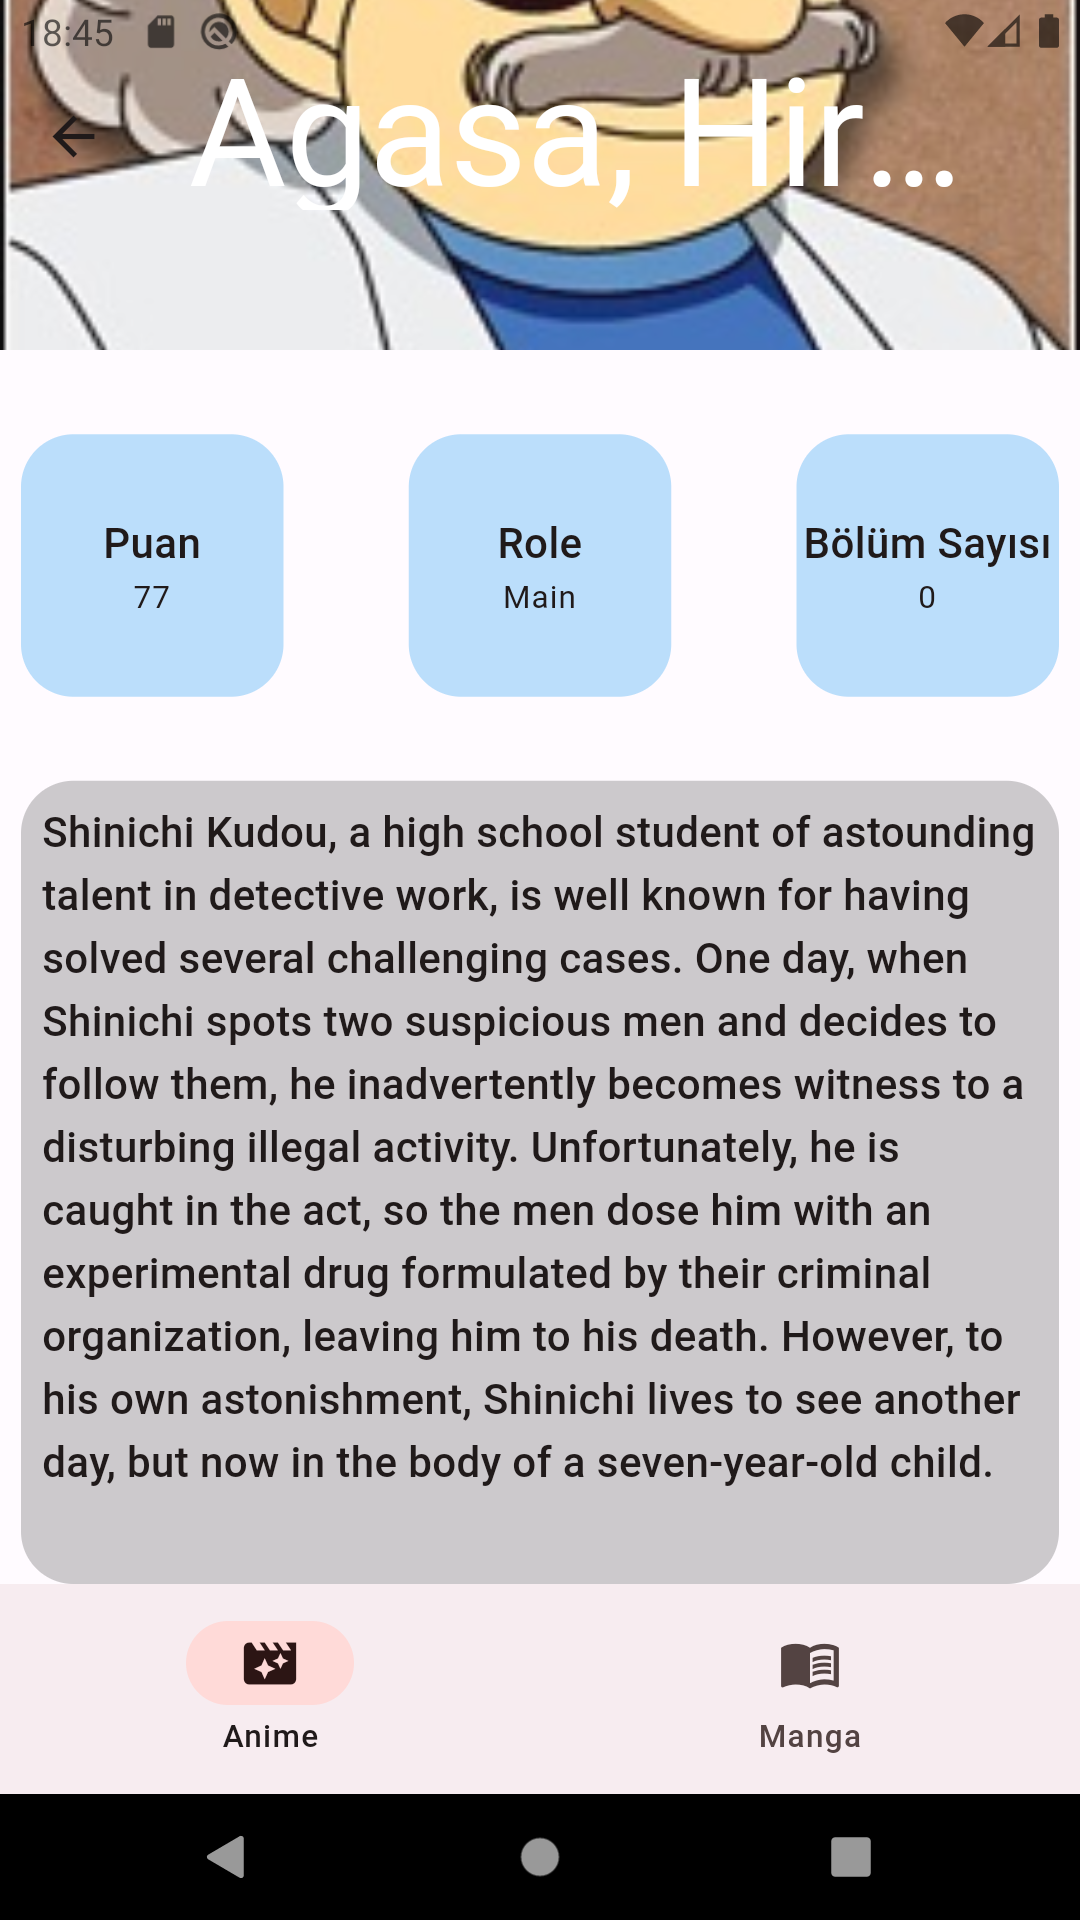 18:45
Agasa, Hir...
Puan
77
Role
Main
Bölüm Sayısı
0
Shinichi Kudou, a high school student of astounding
talent in detective work, is well known for having
solved several challenging cases. One day, when
Shinichi spots two suspicious men and decides to
follow them, he inadvertently becomes witness to a
disturbing illegal activity. Unfortunately, he is
caught in the act, so the men dose him with an
experimental drug formulated by their criminal
organization, leaving him to his death. However, to
his own astonishment, Shinichi lives to see another
day, but now in the body of a seven-year-old child.
Anime
Manga